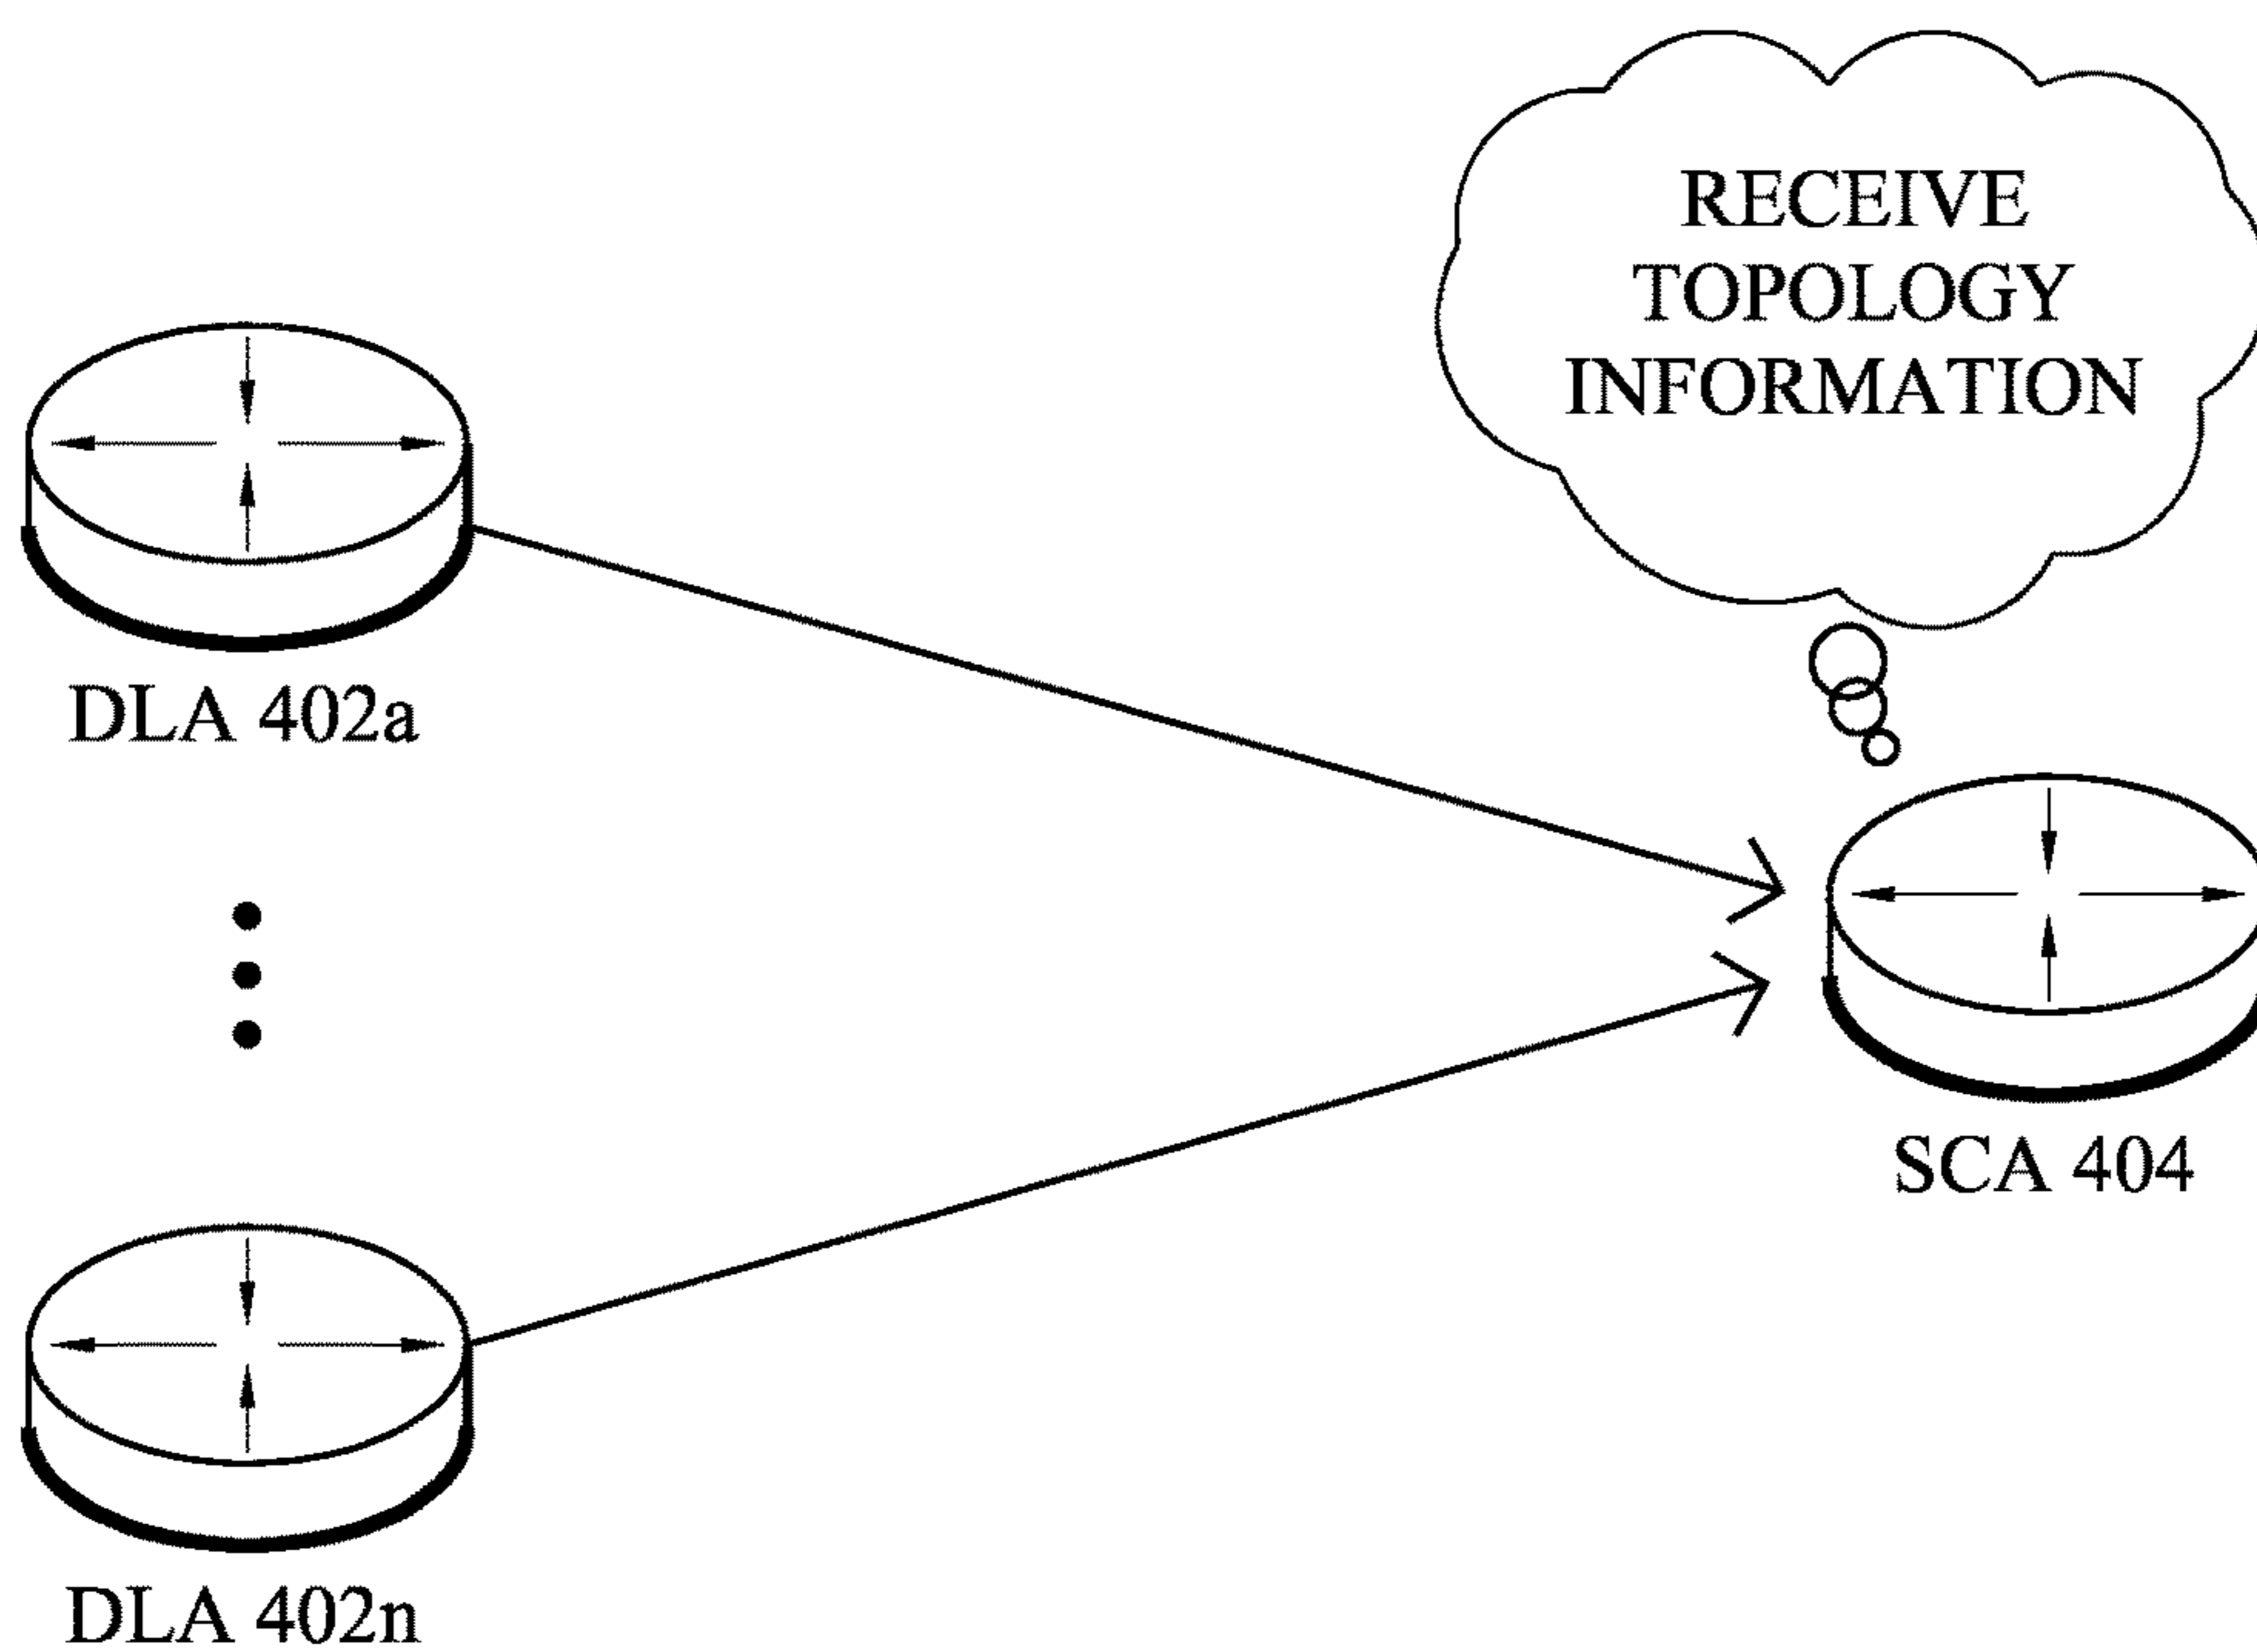 RECEIVE
TOPOLOGY
INFORMATION
DLA 402a
SCA 404
DLA 402n